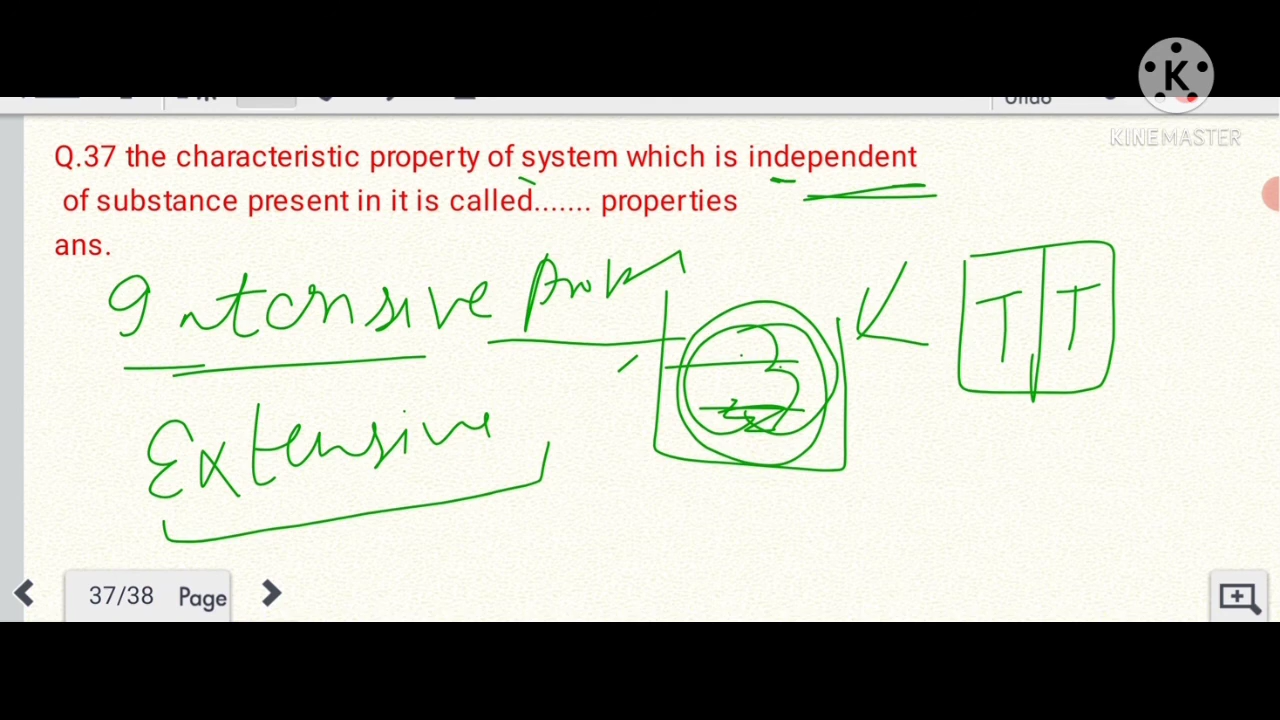 K
KINEMASTER
Undo
Q.37 the characteristic property of system which is independent
of substance present in it is called....... properties
ans.
Intensive
T T
Extensive
37/38 Page